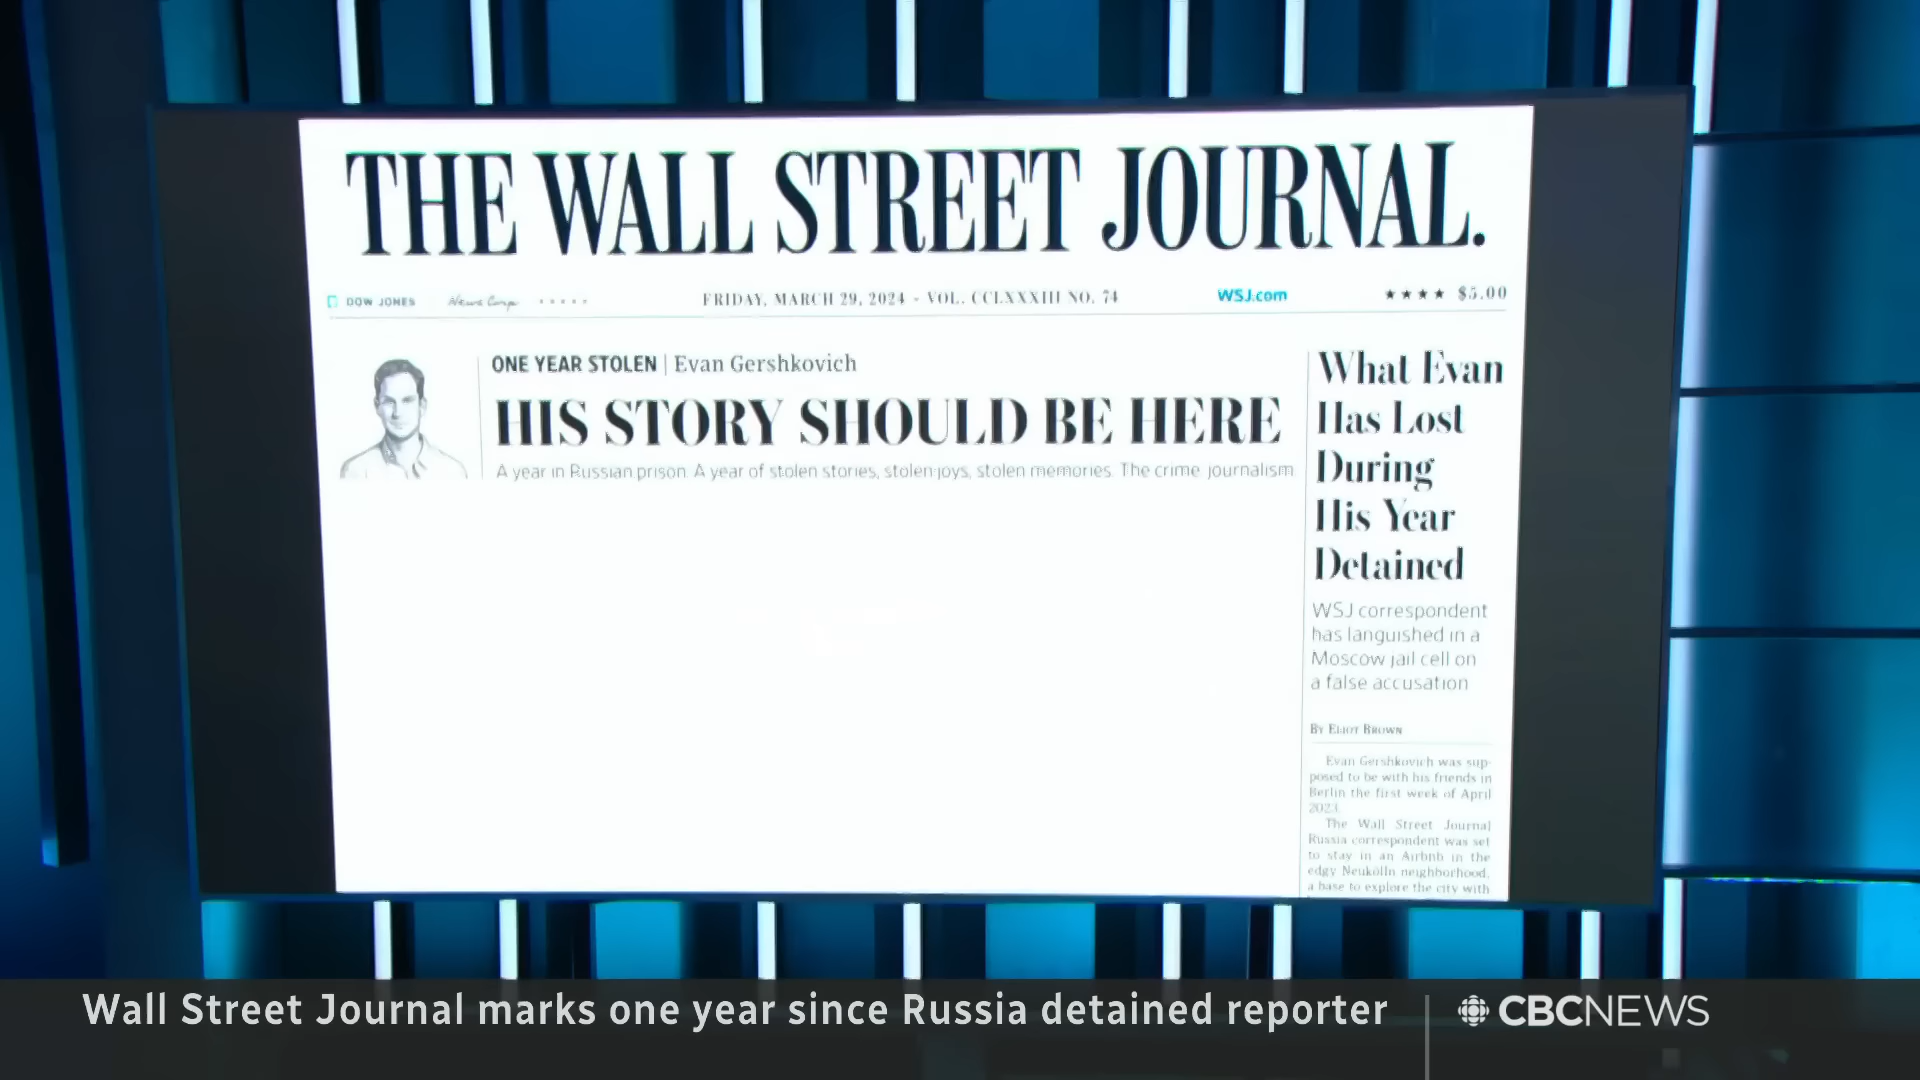 THE WALL STREET JOURNAL.
DOW JONES News Corp * * * * * FRIDAY, MARCH 29, 2024 - VOL. CCLXXXIII NO. 74 WSJ.com ★★★★ $5.00
ONE YEAR STOLEN | Evan Gershkovich
HIS STORY SHOULD BE HERE
A year in Russian prison. A year of stolen stories, stolen joys, stolen memories. The crime: journalism
What Evan
Has Lost
During
His Year
Detained
WSJ correspondent
has languished in a
Moscow jail cell on
a false accusation
BY ELIOT BROWN
Evan Gershkovich was sup-
posed to be with his friends in
Berlin the first week of April
2023.
The Wall Street Journal
Russia correspondent was set
to stay in an Airbnb in the
edgy Neukölln neighborhood,
a base to explore the city with
Wall Street Journal marks one year since Russia detained reporter
CBCNEWS